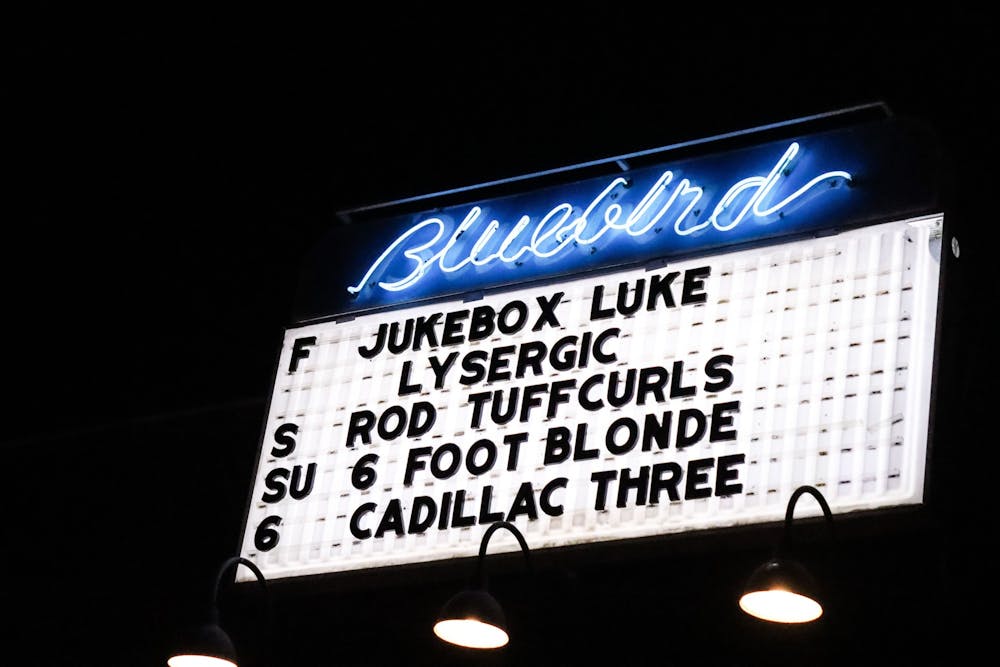 Bluebird
F JUKEBOX LUKE
LYSERGIC
S ROD TUFFCURLS
SU 6 FOOT BLONDE
6 CADILLAC THREE